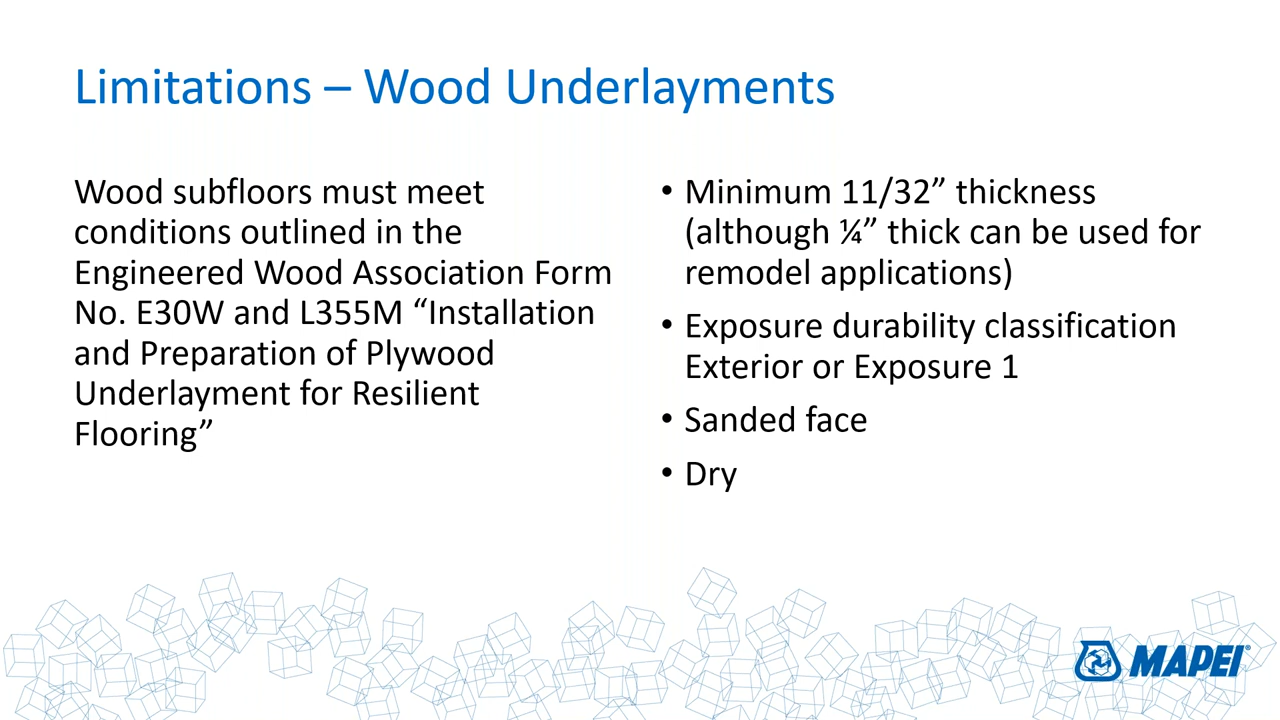 Limitations – Wood Underlayments
Wood subfloors must meet
conditions outlined in the
Engineered Wood Association Form
No. E30W and L355M “Installation
and Preparation of Plywood
Underlayment for Resilient
Flooring”
• Minimum 11/32” thickness
(although ¼” thick can be used for
remodel applications)
• Exposure durability classification
Exterior or Exposure 1
• Sanded face
• Dry
MAPEI®